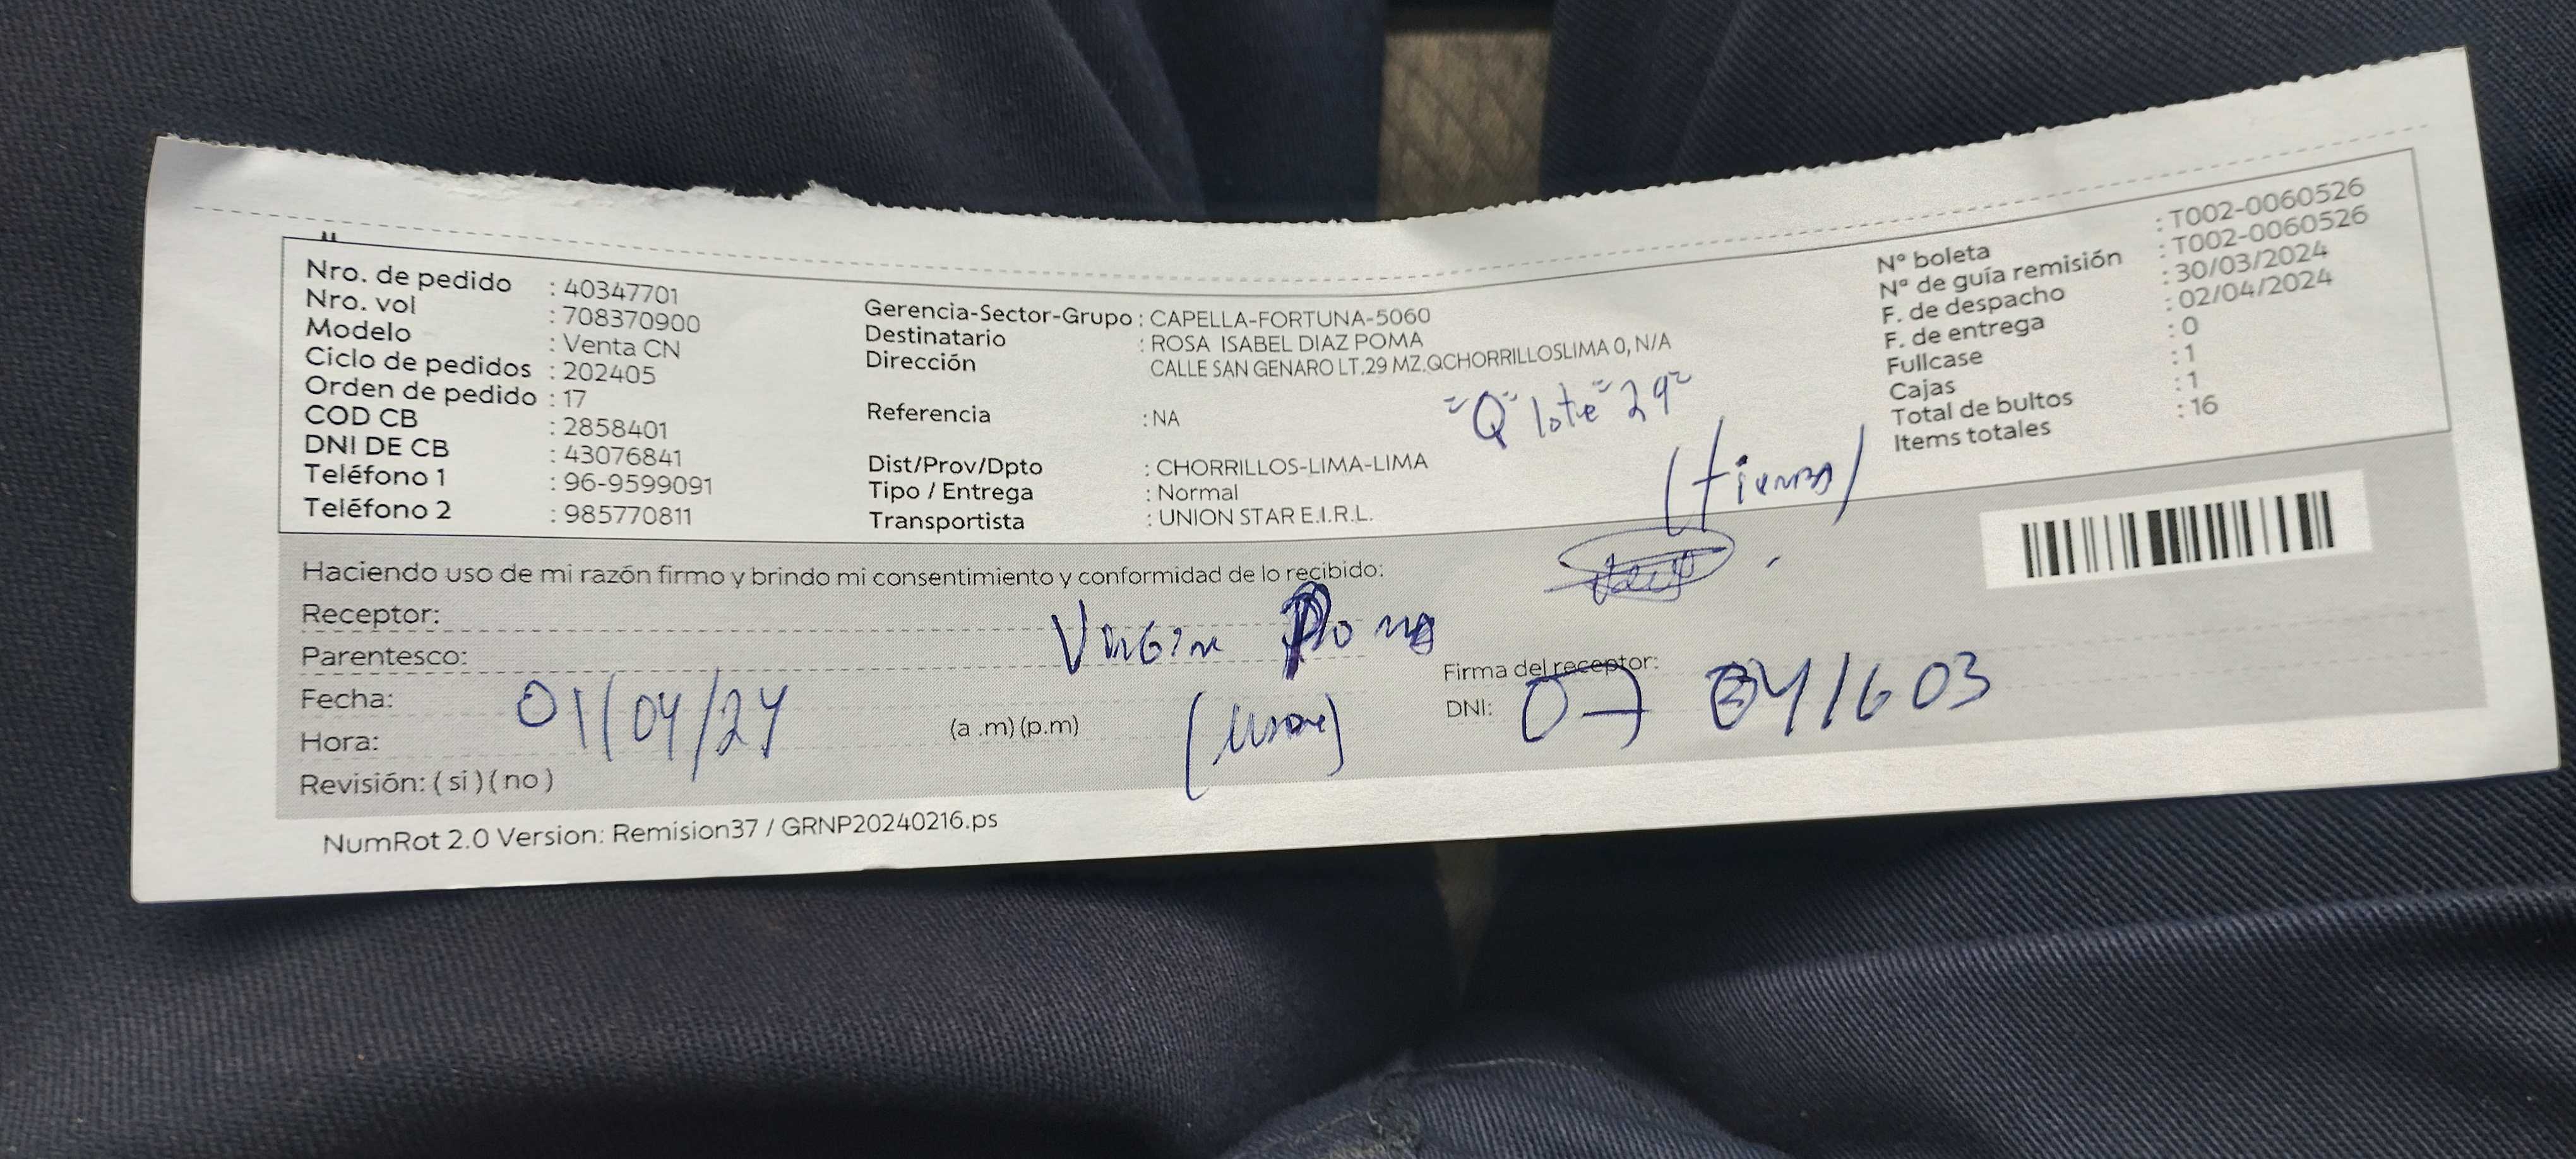 Nro. de pedido : 40347701
Nro. vol : 708370900
Modelo : Venta CN
Ciclo de pedidos : 202405
Orden de pedido : 17
COD CB : 2858401
DNI DE CB : 43076841
Teléfono 1 : 96-9599091
Teléfono 2 : 985770811
Gerencia-Sector-Grupo : CAPELLA-FORTUNA-5060
Destinatario : ROSA ISABEL DIAZ POMA
Dirección CALLE SAN GENARO LT.29 MZ.QCHORRILLOSLIMA 0, N/A
"Q" lote "29"
Referencia : NA
Dist/Prov/Dpto : CHORRILLOS-LIMA-LIMA
Tipo / Entrega : Normal
Transportista : UNION STAR E.I.R.L.
N° boleta : T002-0060526
N° de guía remisión : T002-0060526
F. de despacho : 30/03/2024
F. de entrega : 02/04/2024
Fullcase : 0
Cajas : 1
Total de bultos : 1
Items totales : 16
Haciendo uso de mi razón firmo y brindo mi consentimiento y conformidad de lo recibido:
Receptor:
Parentesco:
Fecha: 01/04/24
Hora: (a .m) (p.m)
Revisión: ( si ) ( no )
Firma del receptor:
DNI: 07
NumRot 2.0 Version: Remision37 / GRNP20240216.ps